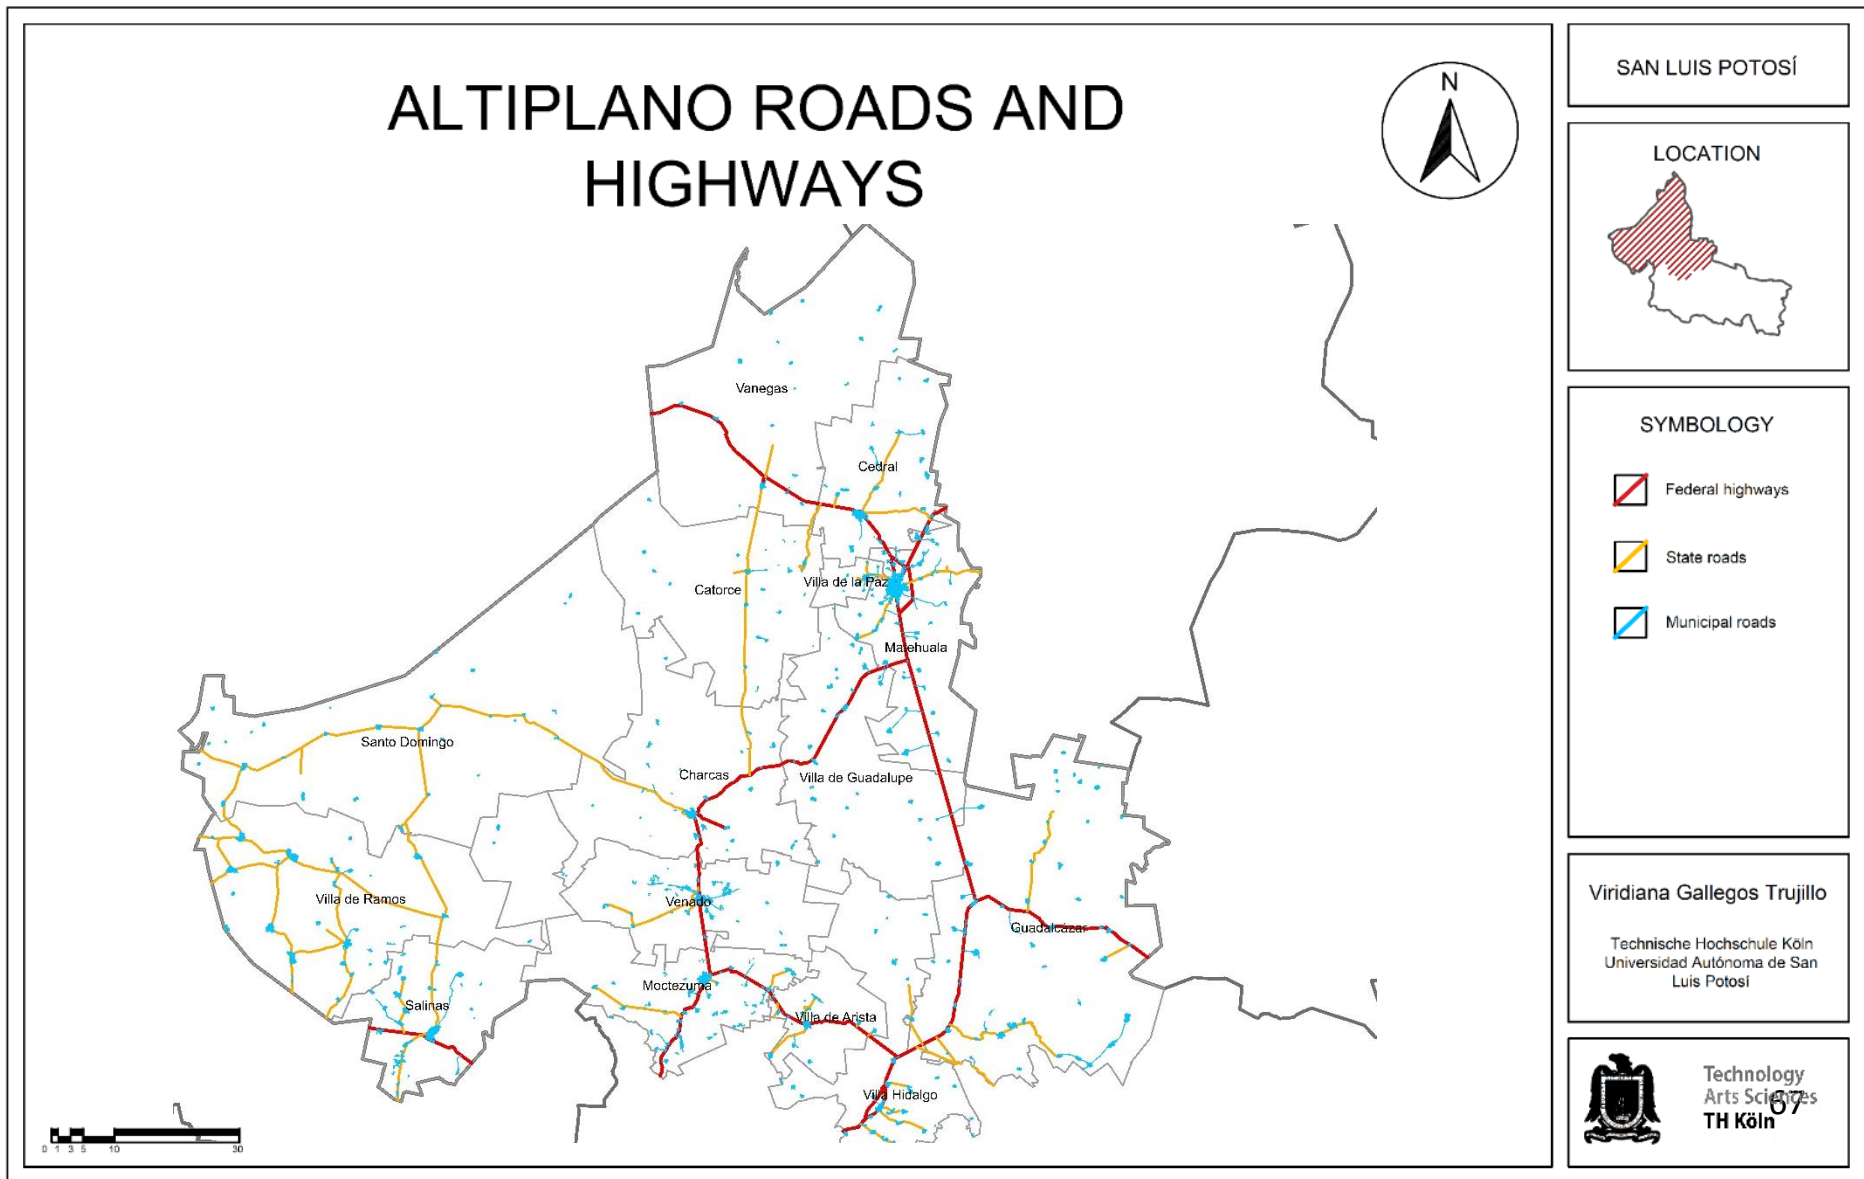 ALTIPLANO ROADS AND
HIGHWAYS
N
SAN LUIS POTOSÍ
LOCATION
SYMBOLOGY
Federal highways
State roads
Municipal roads
Viridiana Gallegos Trujillo
Technische Hochschule Köln
Universidad Autónoma de San
Luis Potosí
Technology
Arts Sciences
TH Köln
67
Vanegas
Cedral
Villa de la Paz
Catorce
Matehuala
Santo Domingo
Charcas
Villa de Guadalupe
Villa de Ramos
Venado
Guadalcázar
Moctezuma
Salinas
Villa de Arista
Villa Hidalgo
0 1 3 5 10 30